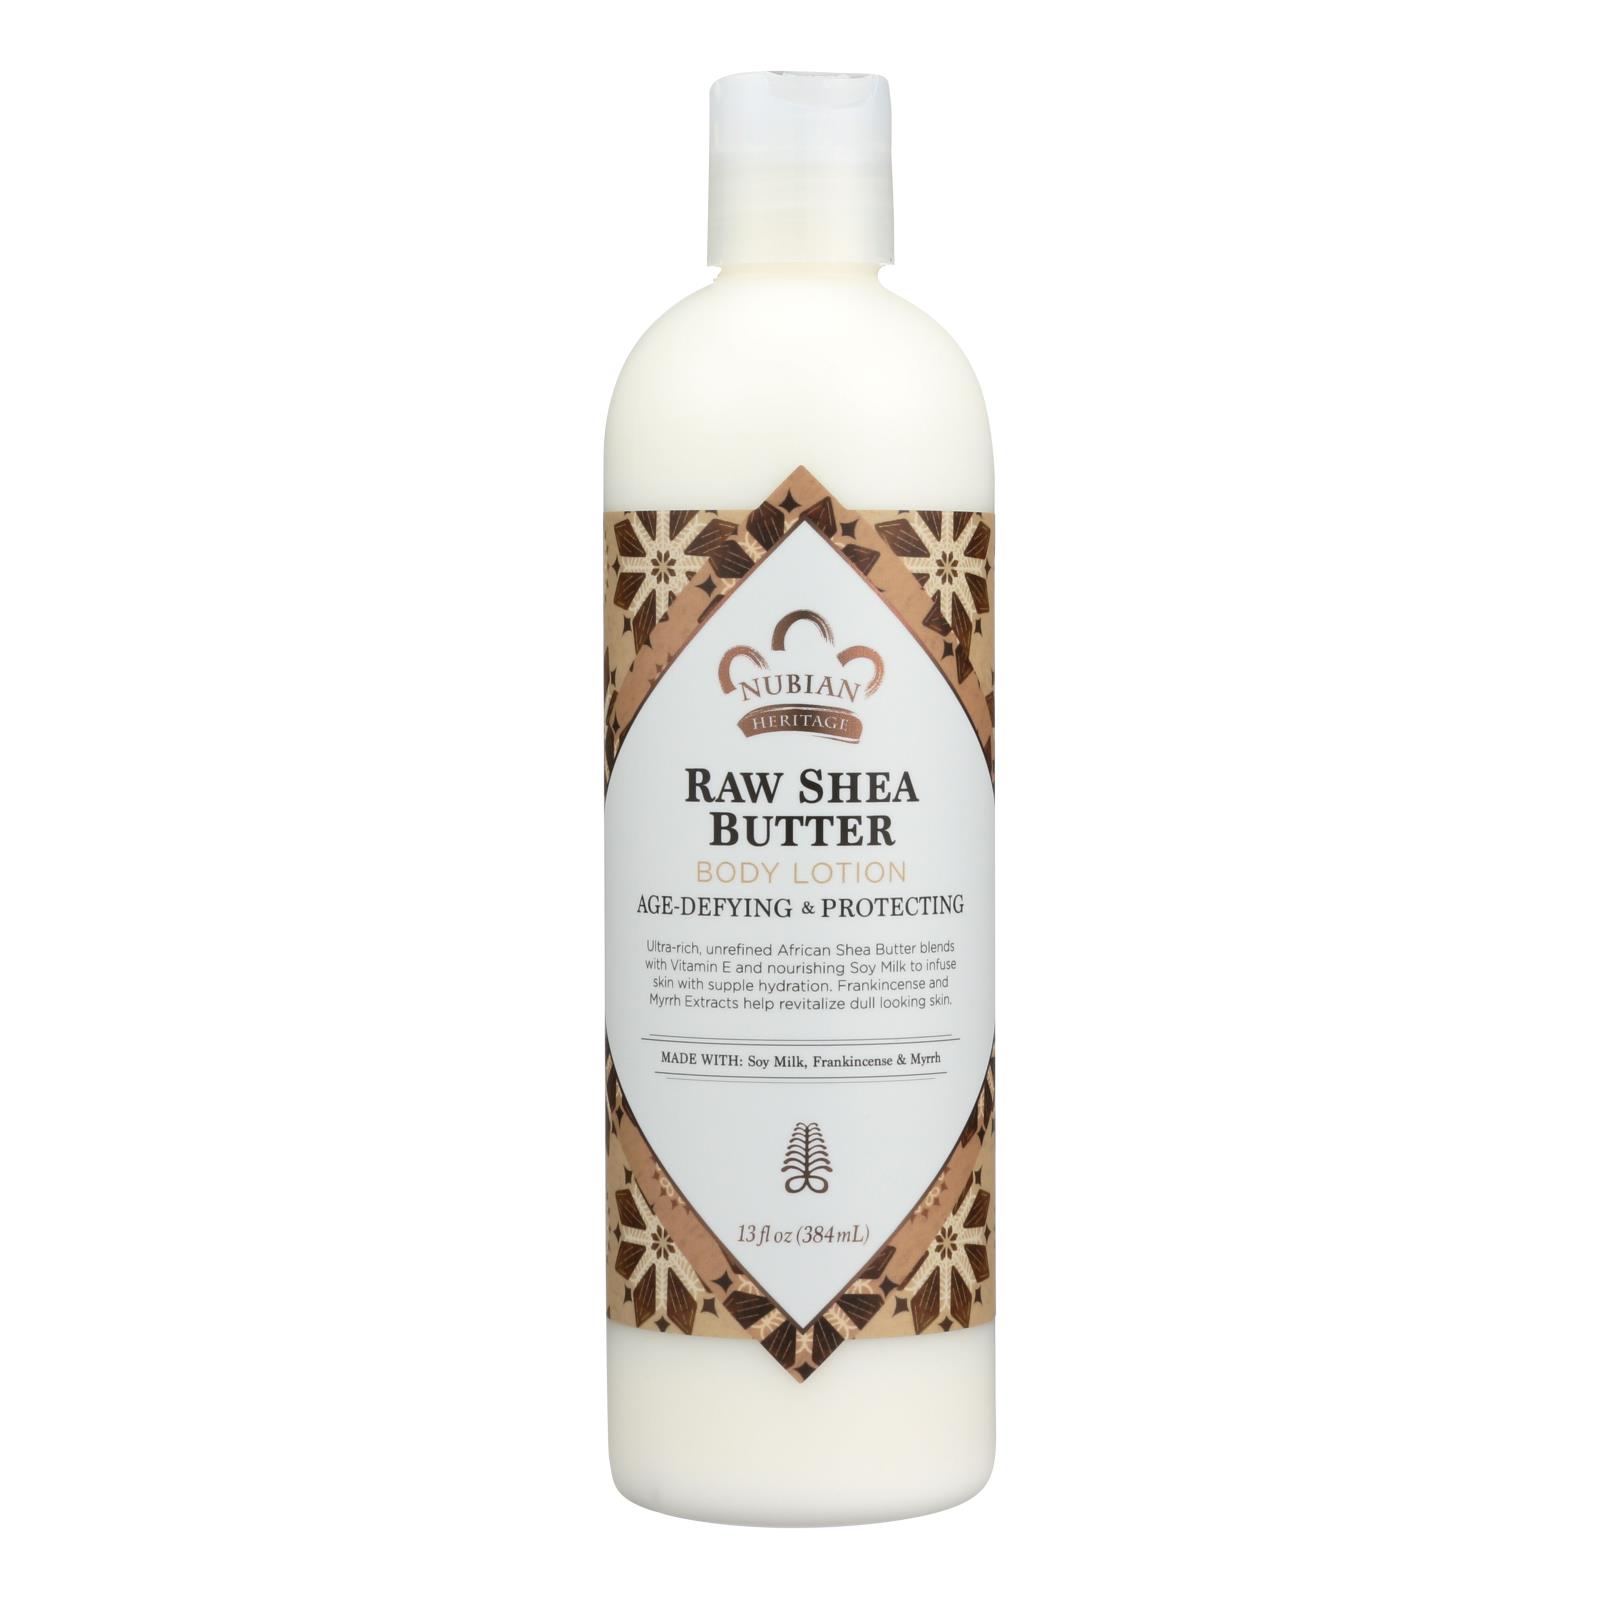 NUBIAN
HERITAGE
RAW SHEA
BUTTER
BODY LOTION
AGE-DEFYING & PROTECTING
Ultra-rich, unrefined African Shea Butter blends
with Vitamin E and nourishing Soy Milk to infuse
skin with supple hydration. Frankincense and
Myrrh Extracts help revitalize dull looking skin.
MADE WITH: Soy Milk, Frankincense & Myrrh
13 fl oz (384 mL)